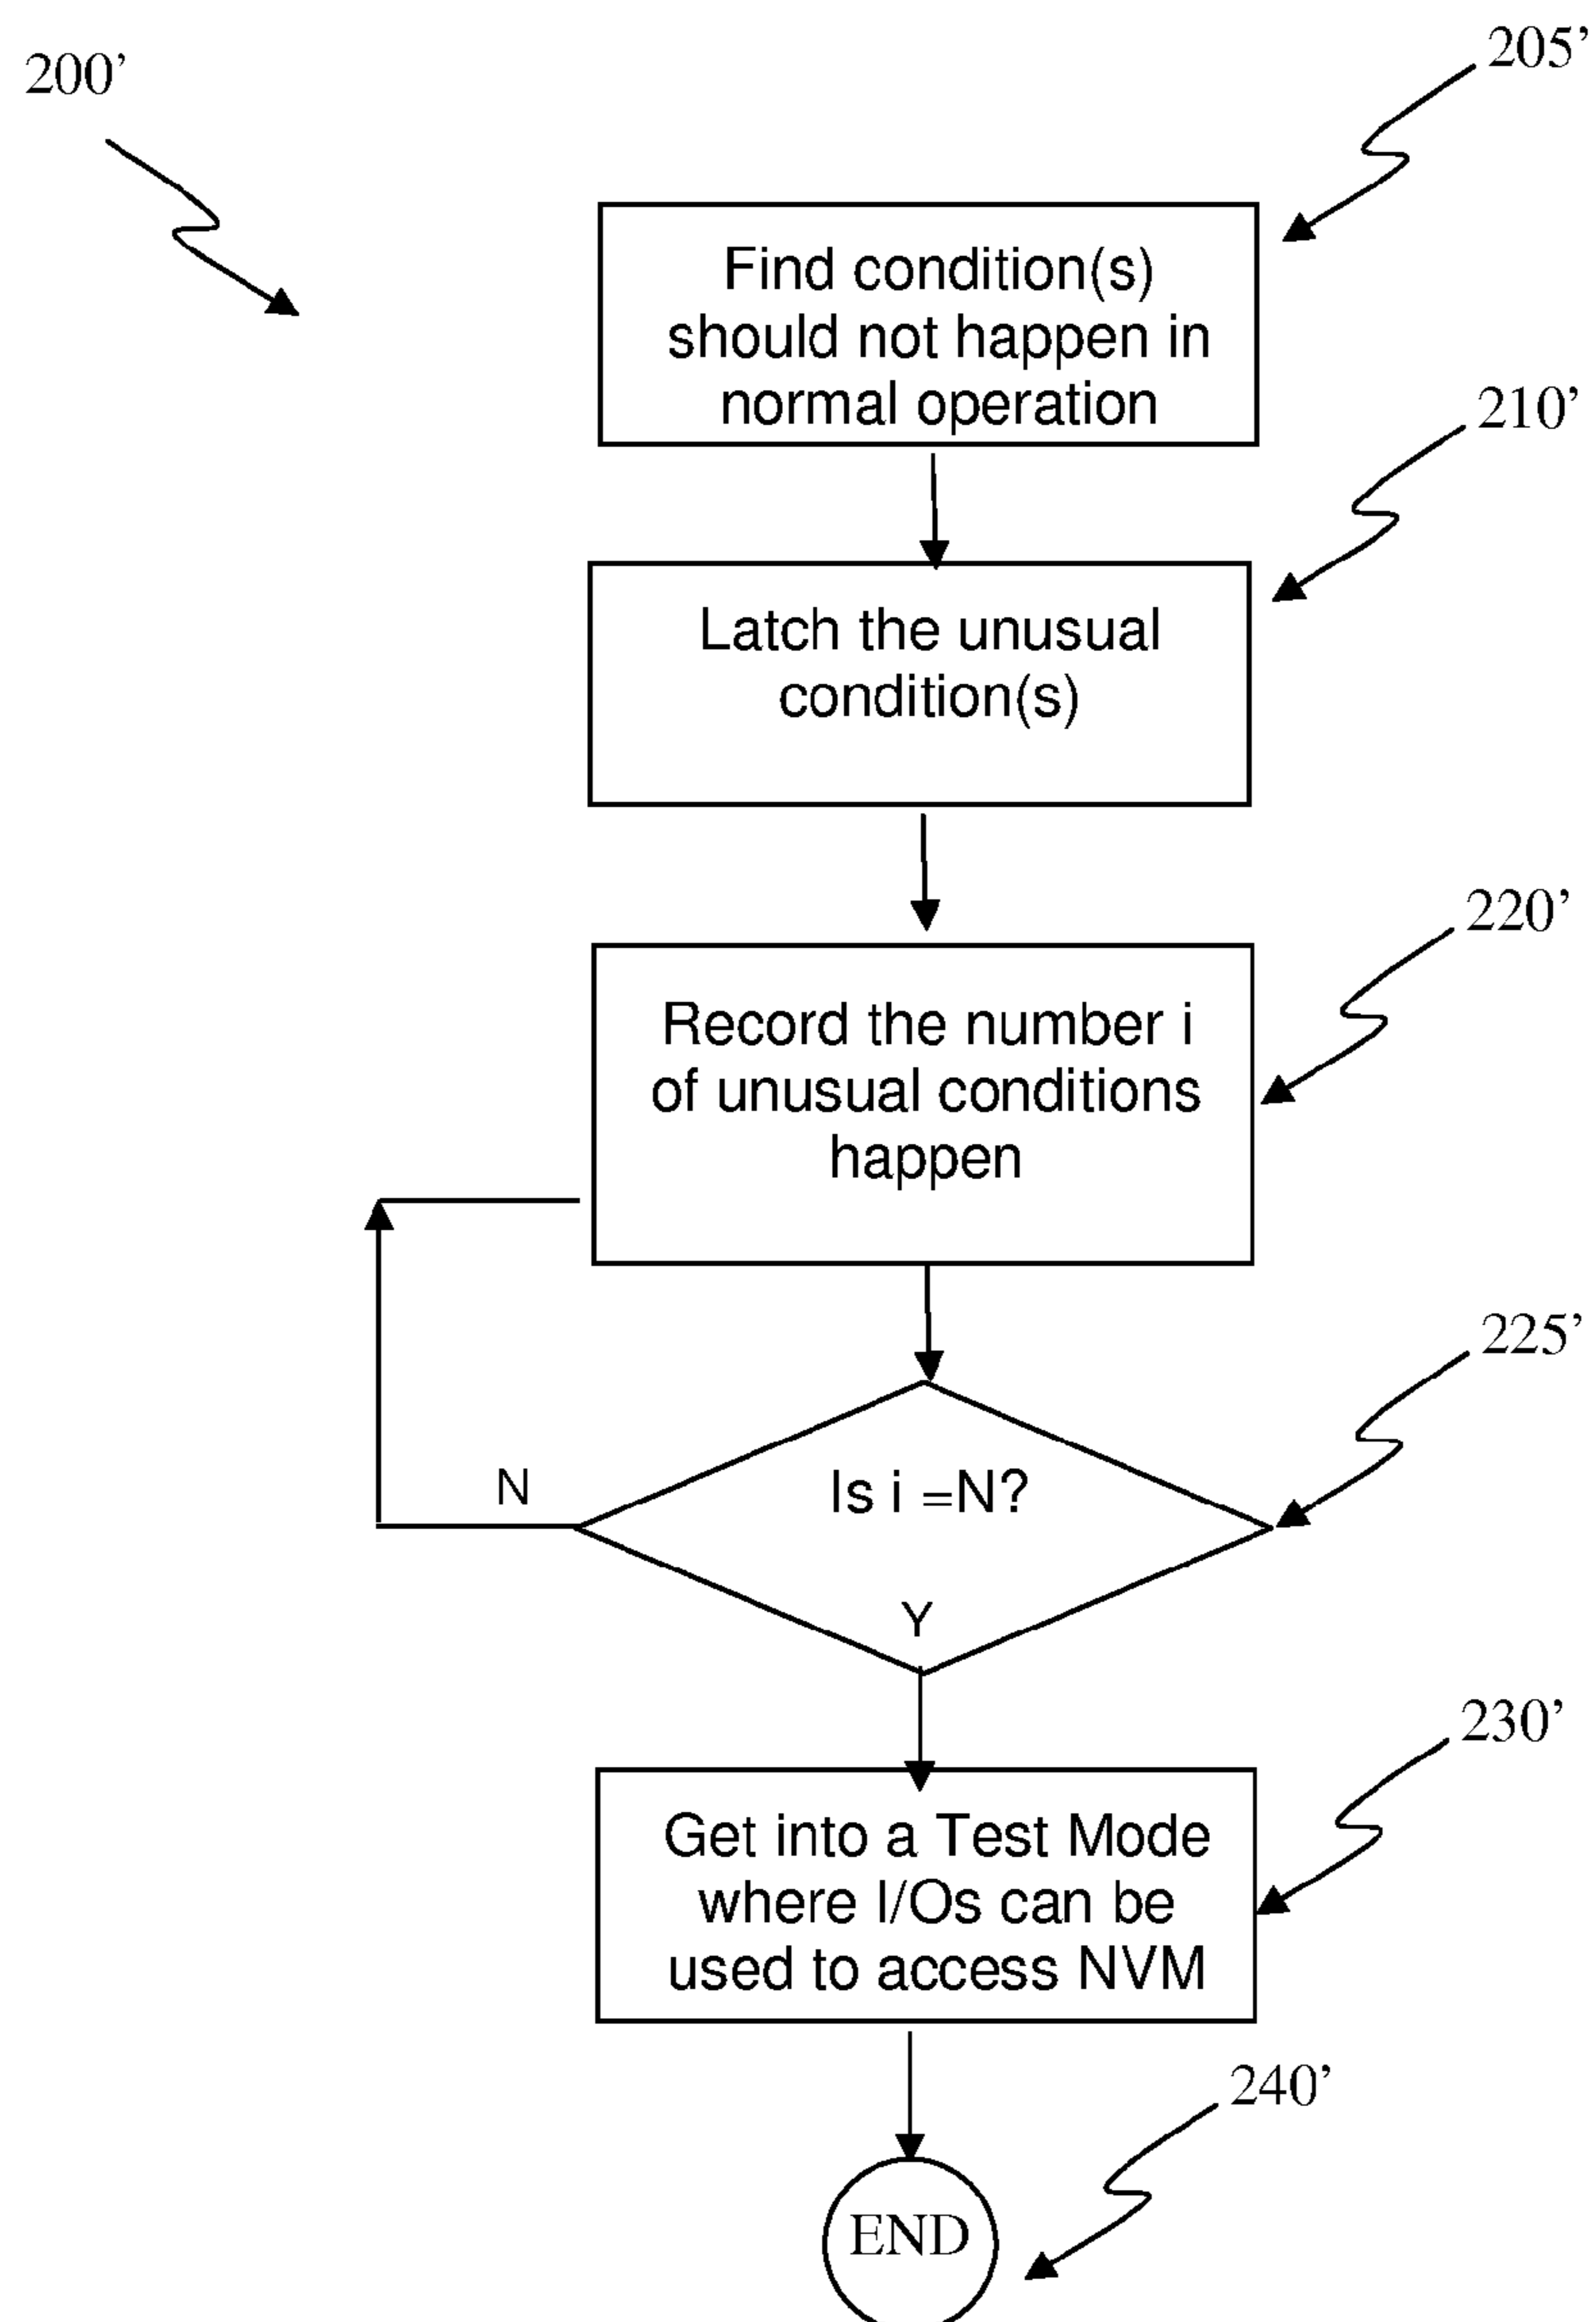 200’
205’
Find condition(s)
should not happen in
normal operation
210’
Latch the unusual
condition(s)
220’
Record the number i
of unusual conditions
happen
225’
Is i =N?
N
Y
230’
Get into a Test Mode
where I/Os can be
used to access NVM
240’
END